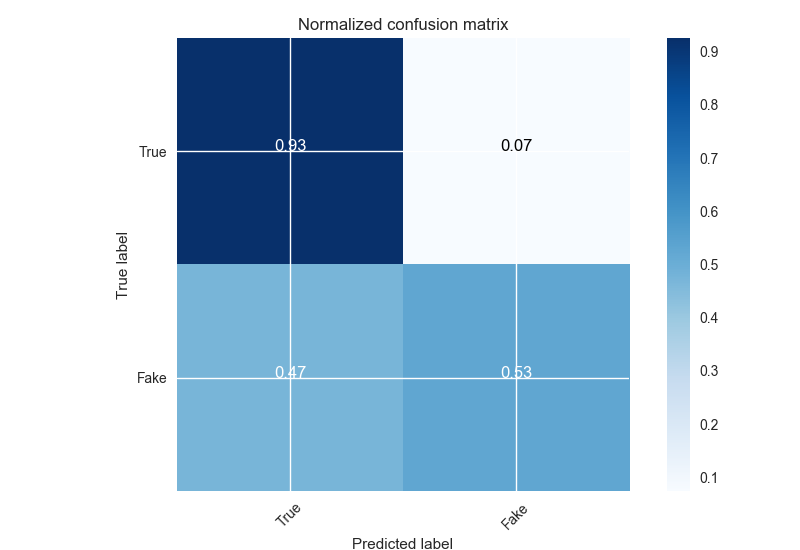 Normalized confusion matrix
True label
True
Fake
0.93
0.07
0.47
0.53
True
Fake
Predicted label
0.9
0.8
0.7
0.6
0.5
0.4
0.3
0.2
0.1